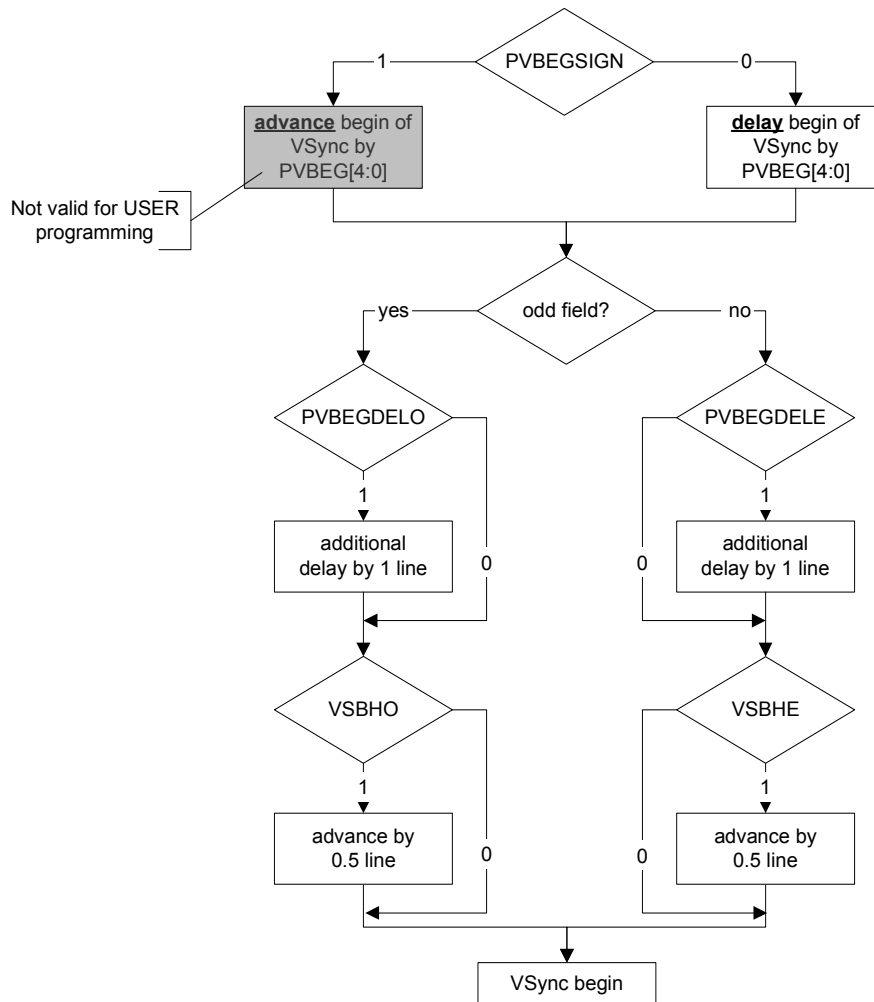 PVBEGSIGN
1
0
advance begin of
VSync by
PVBEG[4:0]
delay begin of
VSync by
PVBEG[4:0]
Not valid for USER
programming
odd field?
yes
no
PVBEGDELO
PVBEGDELE
1
1
additional
delay by 1 line
0
0
additional
delay by 1 line
VSBHO
VSBHE
1
1
advance by
0.5 line
0
0
advance by
0.5 line
VSync begin